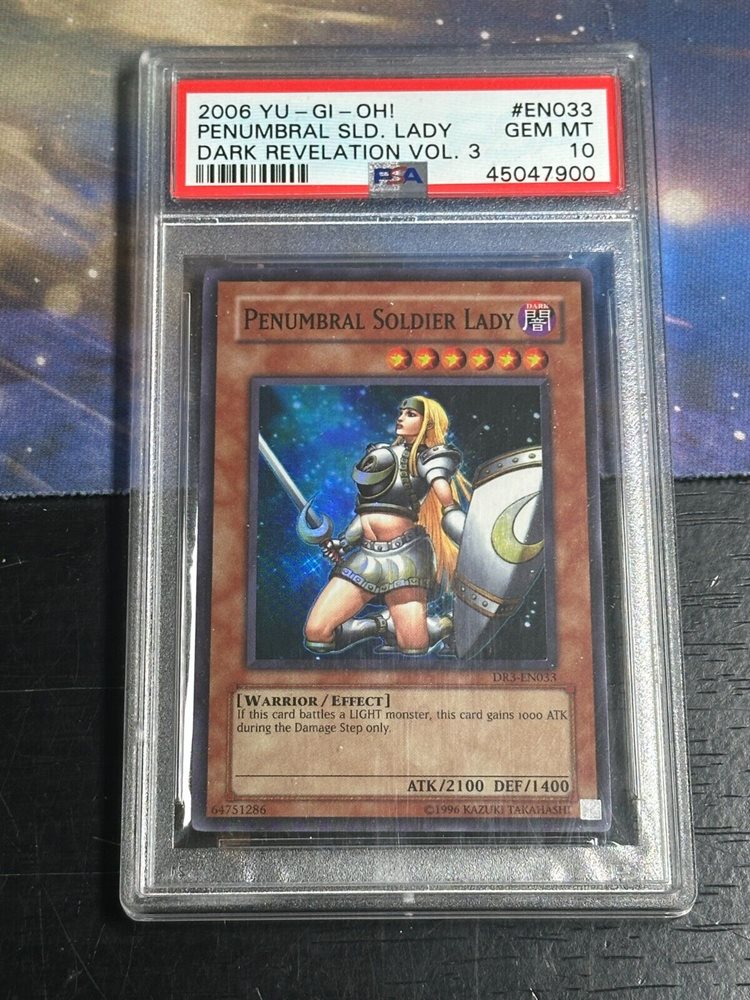 2006 YU-GI-OH! #EN033
PENUMBRAL SLD. LADY GEM MT
DARK REVELATION VOL. 3 10
PSA 45047900
PENUMBRAL SOLDIER LADY
DARK
闇
DR3-EN033
[WARRIOR/EFFECT]
If this card battles a LIGHT monster, this card gains 1000 ATK
during the Damage Step only.
ATK/2100 DEF/1400
64751286 ©1996 KAZUKI TAKAHASHI